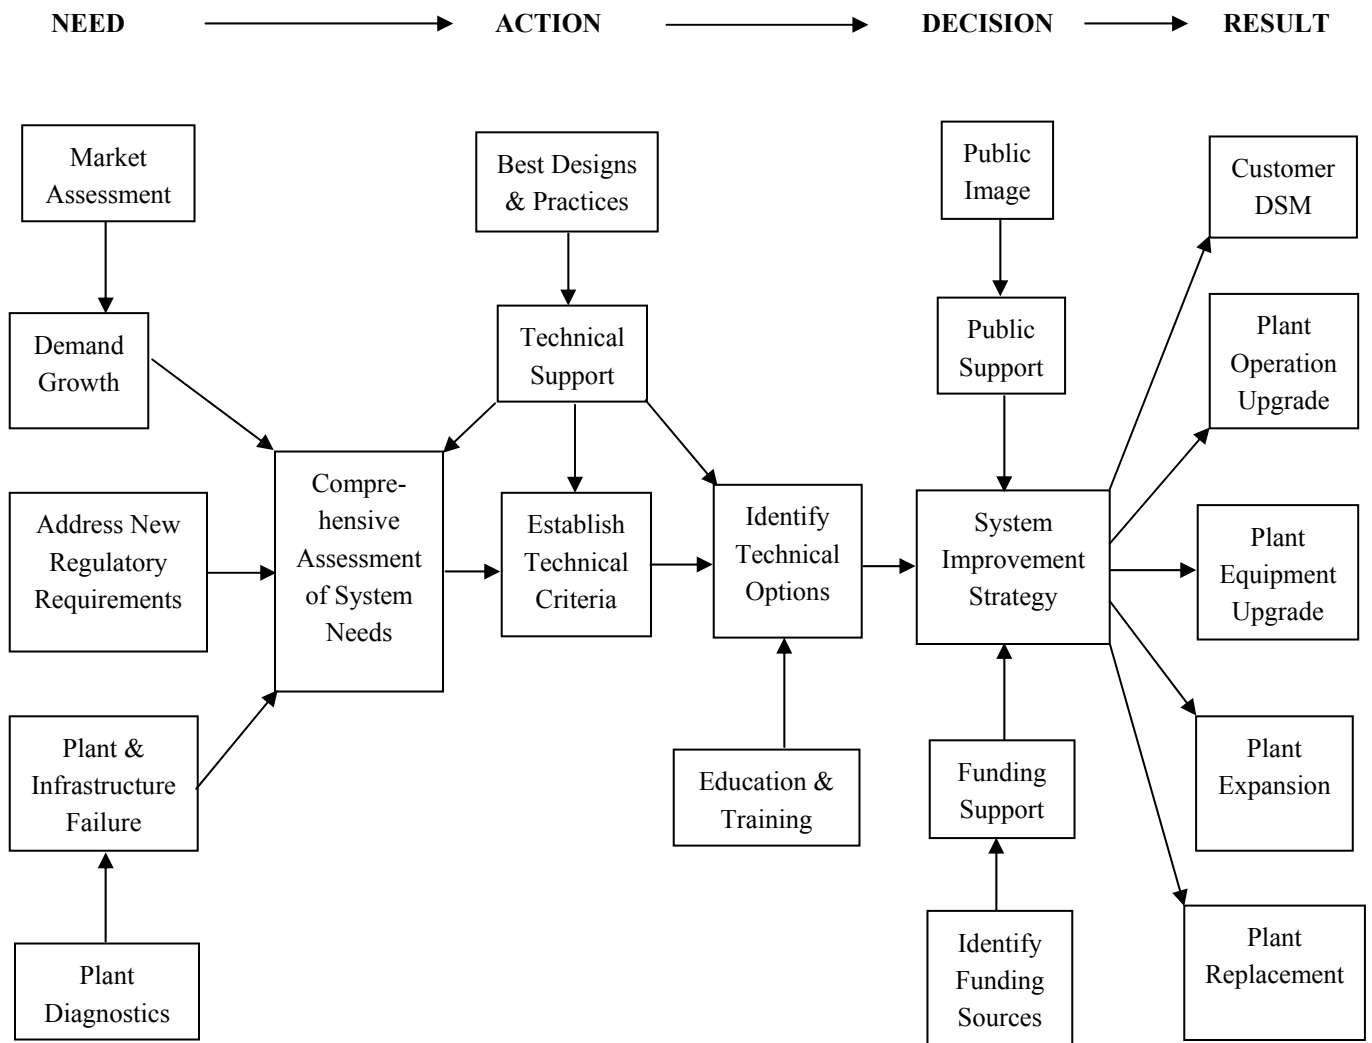 NEED
ACTION
DECISION
RESULT
Market
Assessment
Demand
Growth
Address New
Regulatory
Requirements
Plant &
Infrastructure
Failure
Plant
Diagnostics
Compre-
hensive
Assessment
of System
Needs
Best Designs
& Practices
Technical
Support
Establish
Technical
Criteria
Identify
Technical
Options
Education &
Training
Public
Image
Public
Support
System
Improvement
Strategy
Funding
Support
Identify
Funding
Sources
Customer
DSM
Plant
Operation
Upgrade
Plant
Equipment
Upgrade
Plant
Expansion
Plant
Replacement